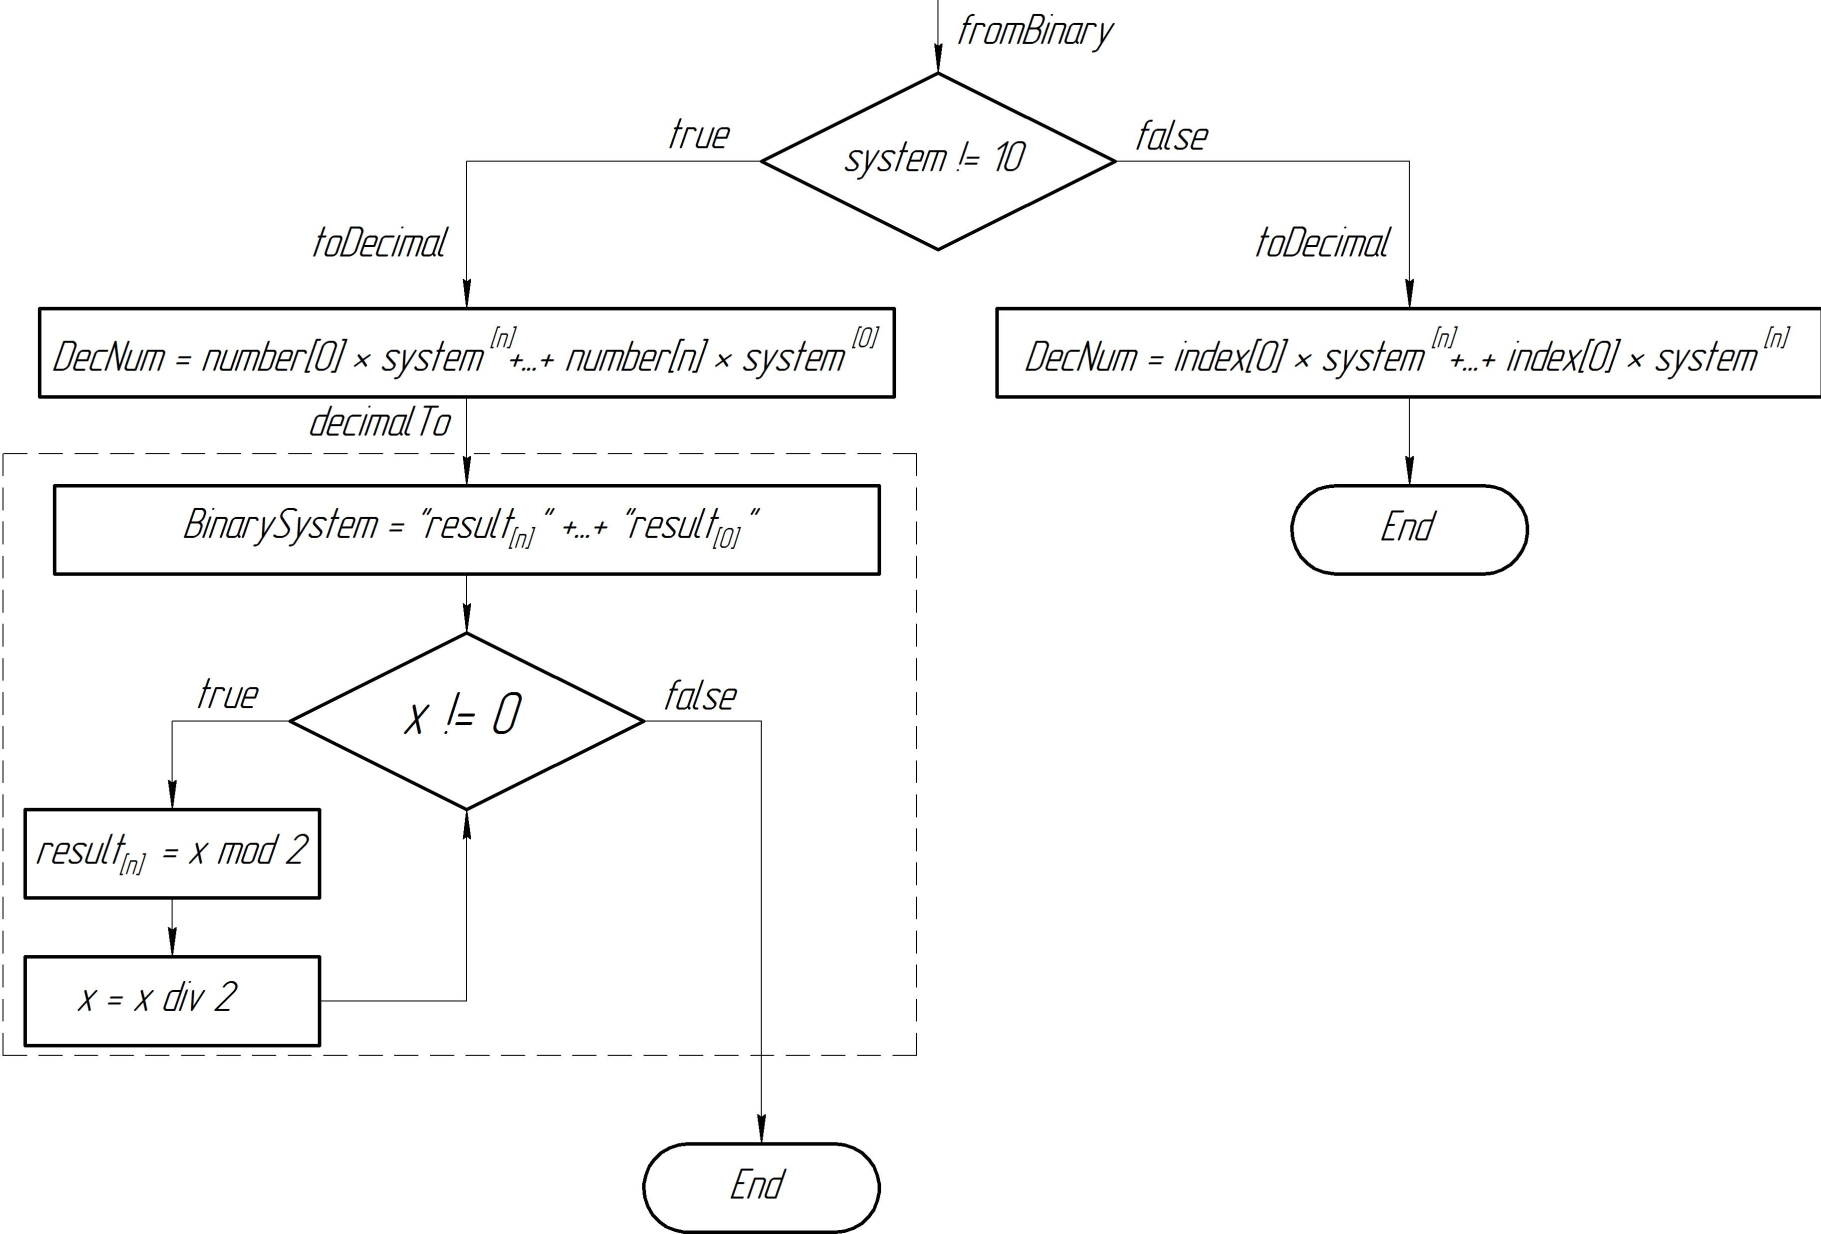 fromBinary
true
system != 10
false
toDecimal
toDecimal
DecNum = number[0] × system[n]+...+ number[n] × system[0]
DecNum = index[0] × system[n]+...+ index[0] × system[n]
decimalTo
BinarySystem = "result[n]" +...+ "result[0]"
End
true
x != 0
false
result[n] = x mod 2
x = x div 2
End